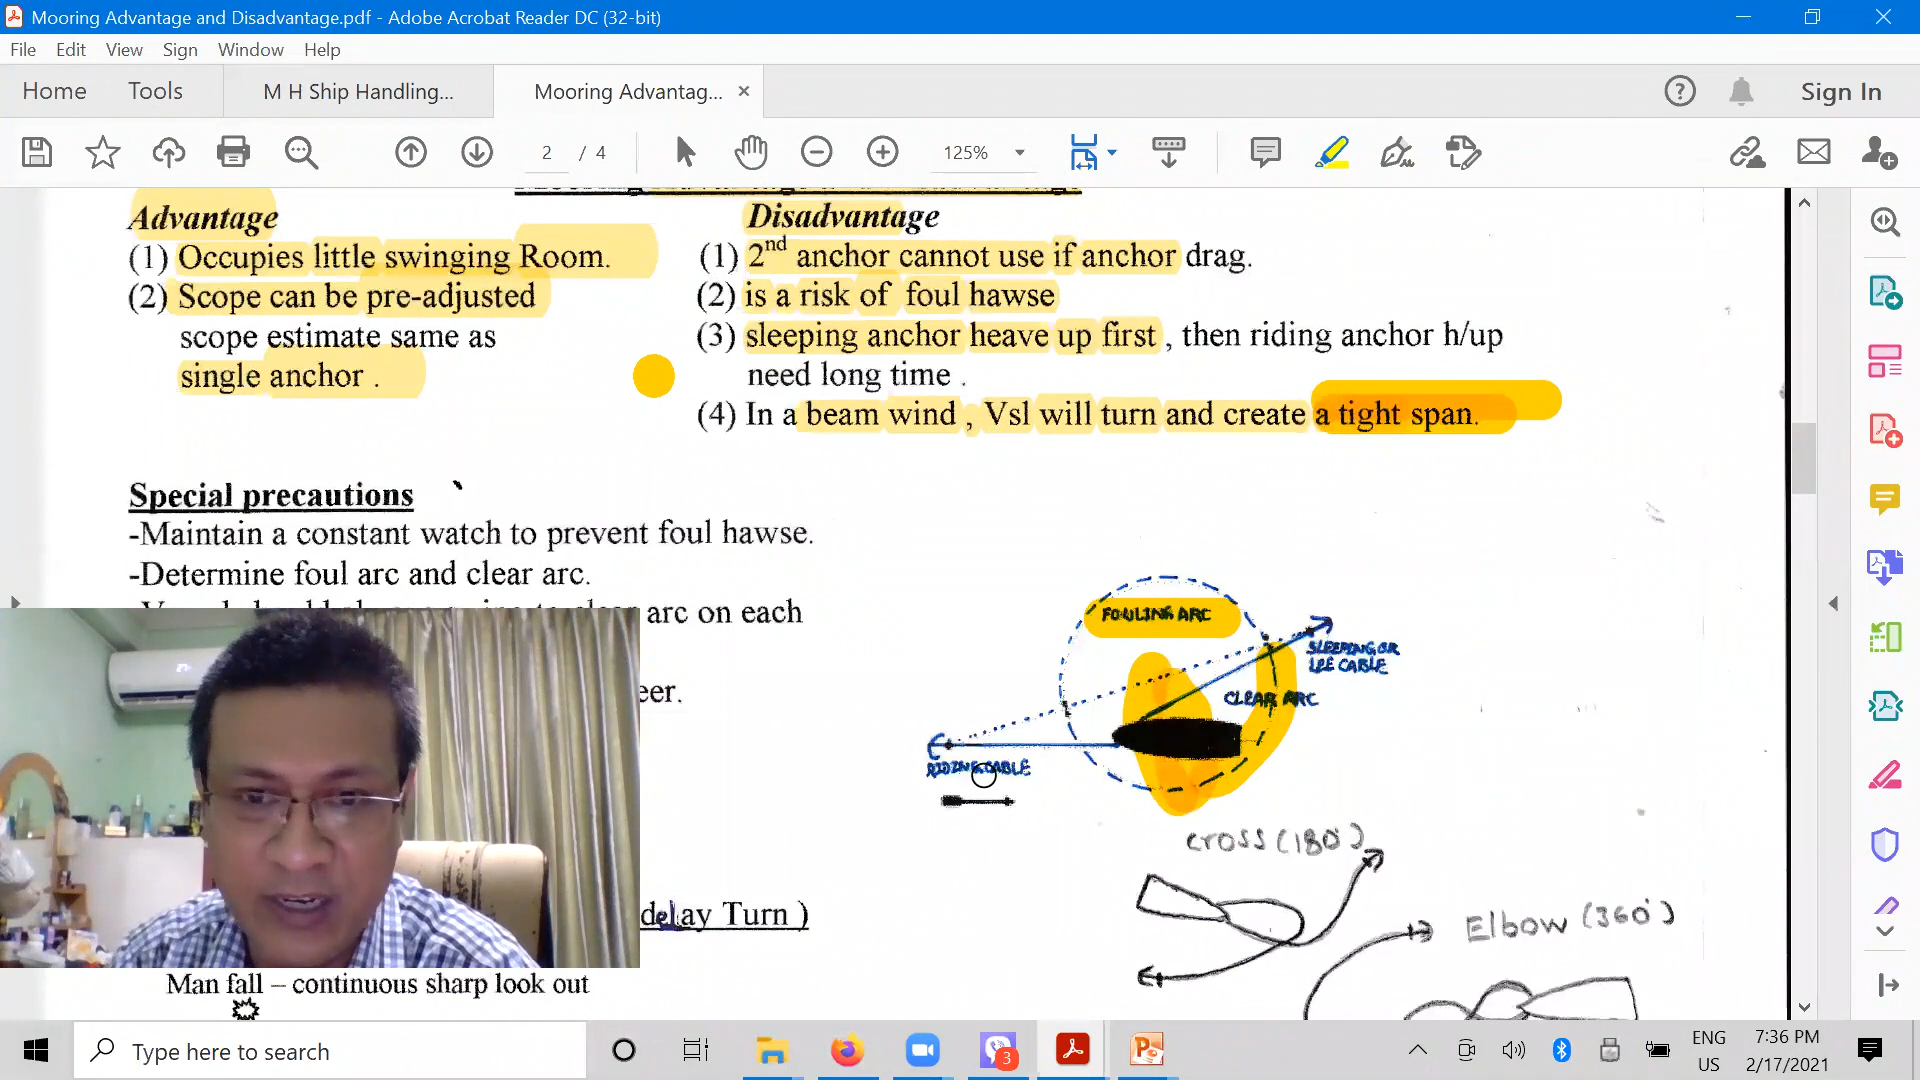 Mooring Advantage and Disadvantage.pdf - Adobe Acrobat Reader DC (32-bit)
File Edit View Sign Window Help
Home Tools M H Ship Handling... Mooring Advantag... Sign In
2 / 4 125%
Advantage
(1) Occupies little swinging Room.
(2) Scope can be pre-adjusted
scope estimate same as
single anchor .
Disadvantage
(1) 2nd anchor cannot use if anchor drag.
(2) is a risk of foul hawse
(3) sleeping anchor heave up first , then riding anchor h/up
need long time .
(4) In a beam wind , Vsl will turn and create a tight span.
Special precautions
-Maintain a constant watch to prevent foul hawse.
-Determine foul arc and clear arc.
arc on each
eer.
delay Turn )
Man fall – continuous sharp look out
FOULING ARC
SLEEPING OR
LEE CABLE
CLEAR ARC
RIDING CABLE
cross (180°)
Elbow (360°)
Type here to search
3
ENG
US
7:36 PM
2/17/2021